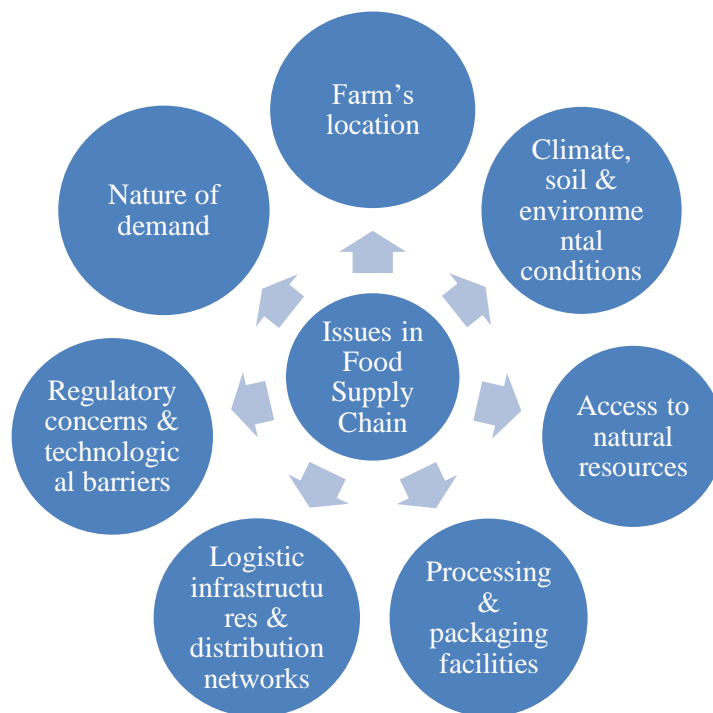 Farm's
location
Climate,
soil &
environme
ntal
conditions
Access to
natural
resources
Processing
&
packaging
facilities
Logistic
infrastructu
res &
distribution
networks
Regulatory
concerns &
technologic
al barriers
Nature of
demand
Issues in
Food
Supply
Chain